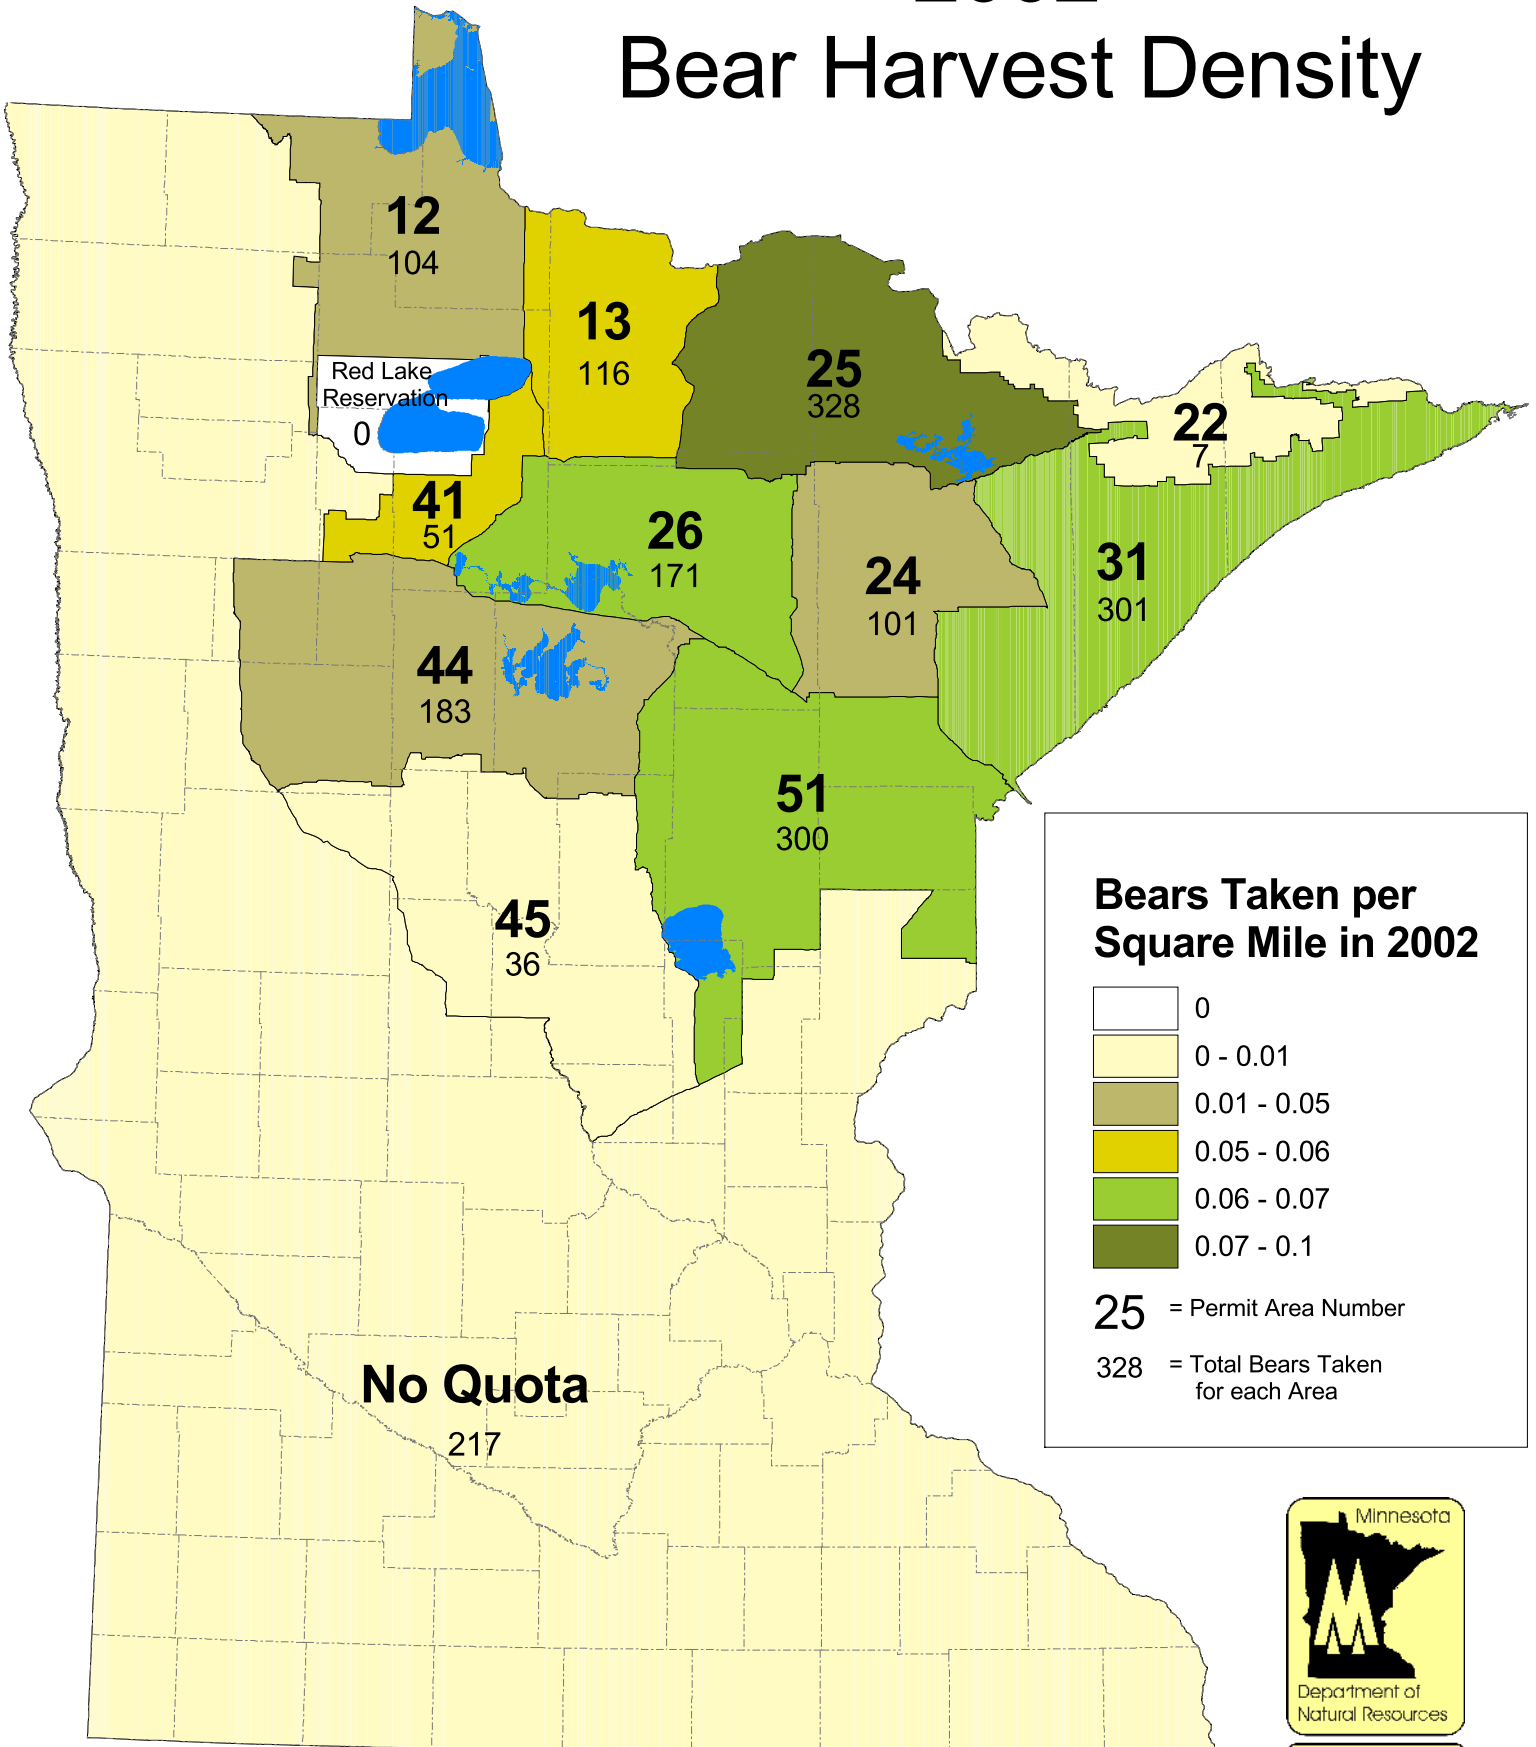 Bear Harvest Density
12
104
13
116
25
328
Red Lake
Reservation
0
22
7
41
51
26
171
24
101
31
301
44
183
51
300
45
36
No Quota
217
Bears Taken per
Square Mile in 2002
0
0 - 0.01
0.01 - 0.05
0.05 - 0.06
0.06 - 0.07
0.07 - 0.1
25 = Permit Area Number
328 = Total Bears Taken
for each Area
Minnesota
M
Department of
Natural Resources